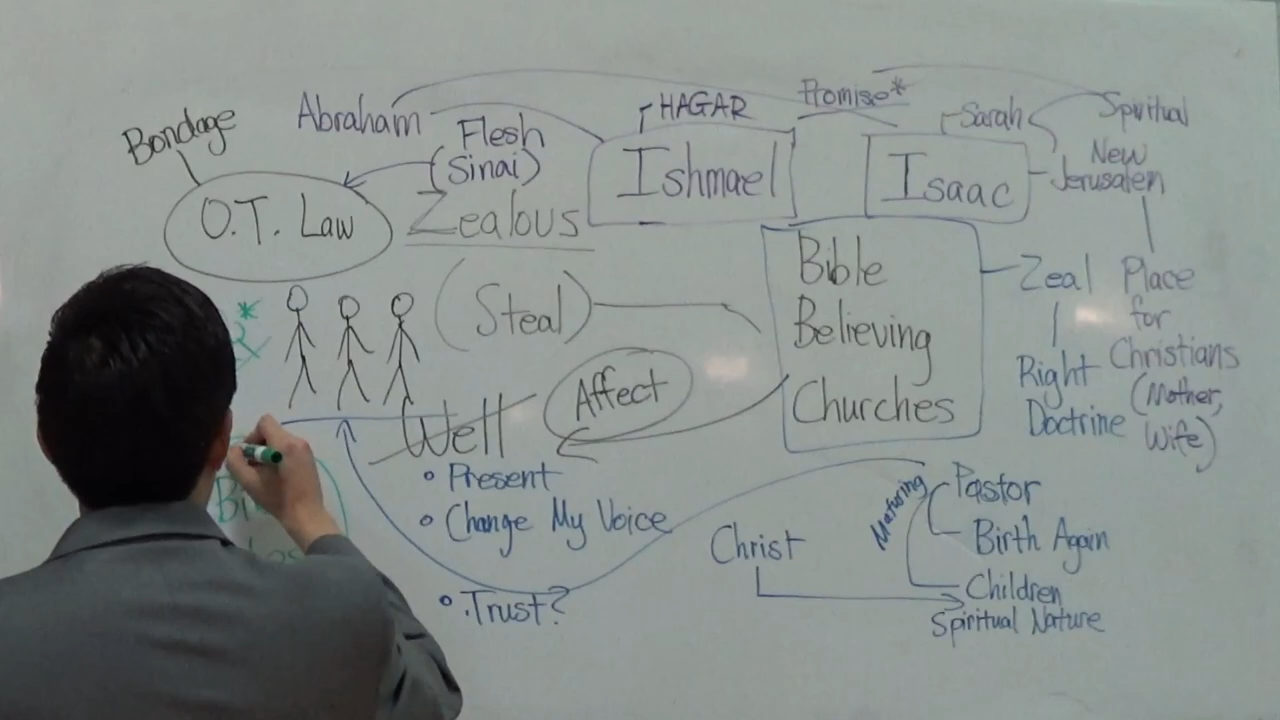 Bondage
Abraham
Flesh
(Sinai)
HAGAR
Promise*
Sarah
Spiritual
New
Jerusalem
O.T. Law
Zealous
Ishmael
Isaac
(Steal)
Bible
Believing
Churches
Zeal
Right
Doctrine
Place
for
Christians
(Mother,
Wife)
Affect
Well
• Present
• Change My Voice
• Trust?
Christ
Maturing
Pastor
Birth Again
Children
Spiritual Nature